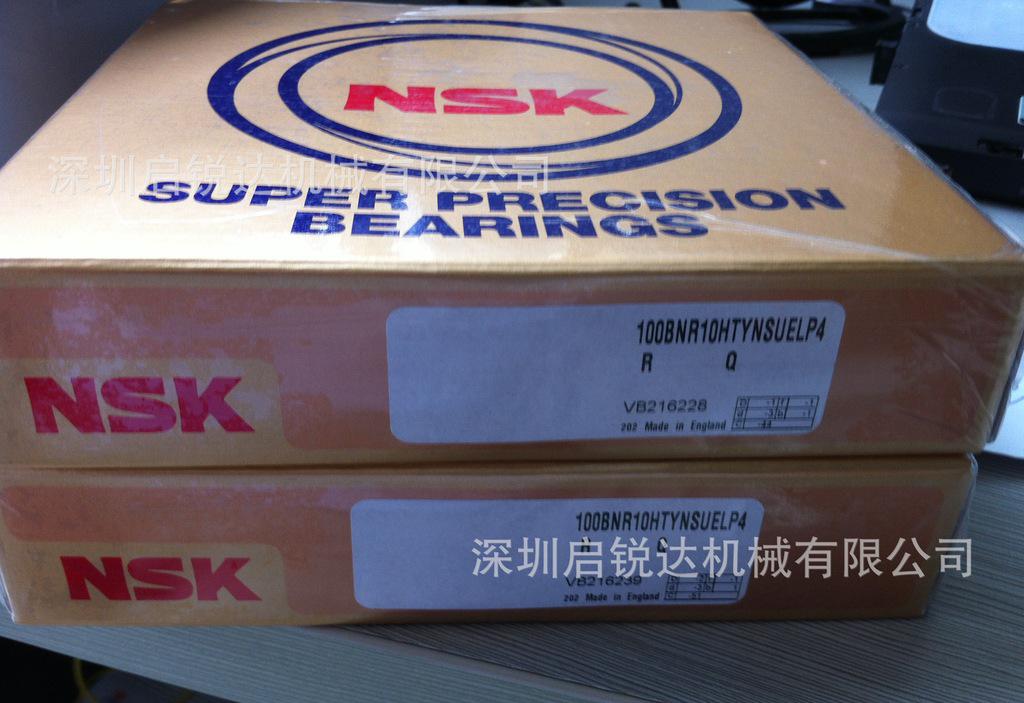 NSK
深圳启锐达机械有限公司
SUPER PRECISION
BEARINGS
100BNR10HTYNSUELP4
R Q
NSK
VB216228
202 Made in England
100BNR10HTYNSUELP4
R Q
深圳启锐达机械有限公司
NSK
VB216239
202 Made in England